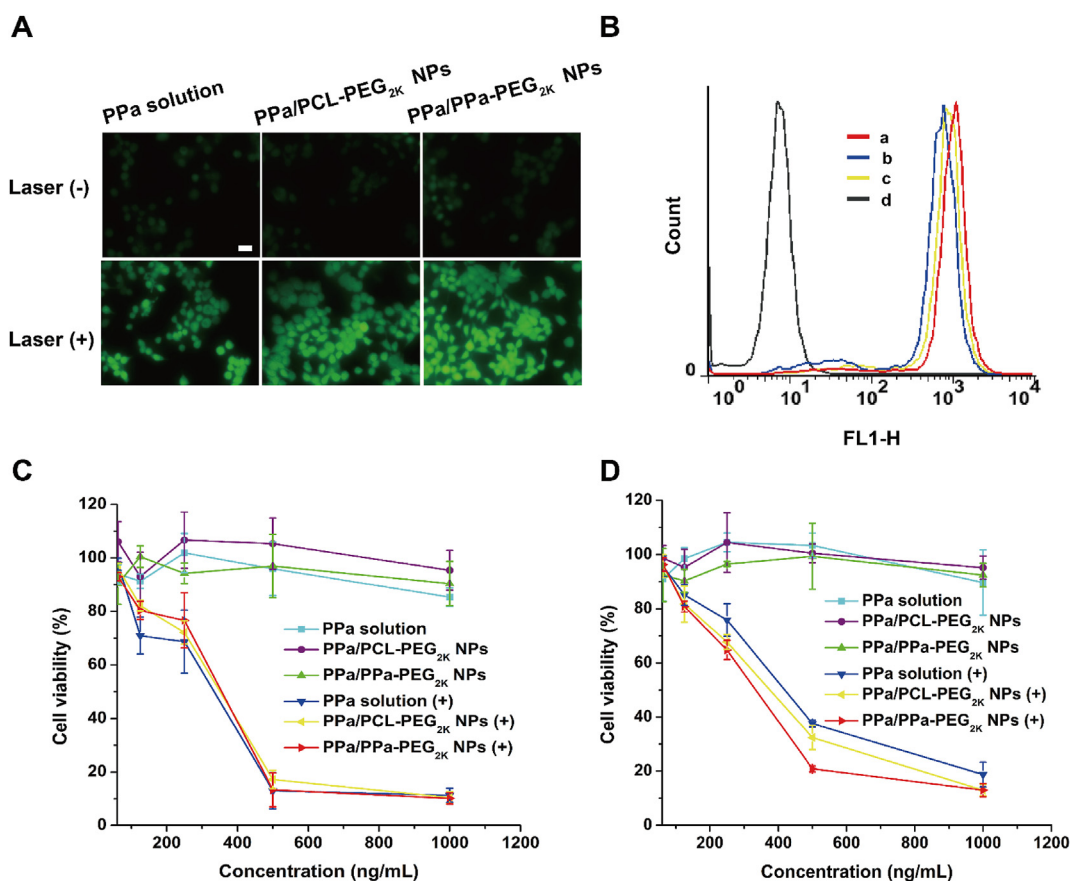 A
PPa solution
PPa/PCL-PEG2K NPs
PPa/PPa-PEG2K NPs
Laser (-)
Laser (+)
B
Count
0
a
b
c
d
10^0 10^1 10^2 10^3 10^4
FL1-H
C
Cell viability (%)
120
100
80
60
40
20
0
PPa solution
PPa/PCL-PEG2K NPs
PPa/PPa-PEG2K NPs
PPa solution (+)
PPa/PCL-PEG2K NPs (+)
PPa/PPa-PEG2K NPs (+)
200 400 600 800 1000 1200
Concentration (ng/mL)
D
Cell viability (%)
120
100
80
60
40
20
0
PPa solution
PPa/PCL-PEG2K NPs
PPa/PPa-PEG2K NPs
PPa solution (+)
PPa/PCL-PEG2K NPs (+)
PPa/PPa-PEG2K NPs (+)
200 400 600 800 1000 1200
Concentration (ng/mL)